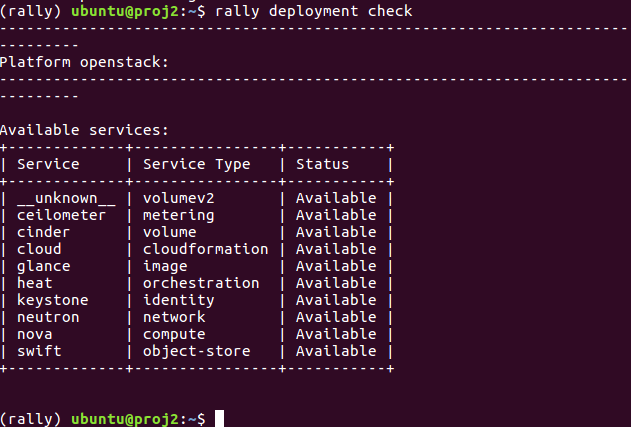 (rally) ubuntu@proj2:~$ rally deployment check
--------------------------------------------------------------------------
---------
Platform openstack:
--------------------------------------------------------------------------
---------

Available services:
+-------------+----------------+-----------+
| Service     | Service Type   | Status    |
+-------------+----------------+-----------+
| __unknown__ | volumev2       | Available |
| ceilometer  | metering       | Available |
| cinder      | volume         | Available |
| cloud       | cloudformation | Available |
| glance      | image          | Available |
| heat        | orchestration  | Available |
| keystone    | identity       | Available |
| neutron     | network        | Available |
| nova        | compute        | Available |
| swift       | object-store   | Available |
+-------------+----------------+-----------+

(rally) ubuntu@proj2:~$